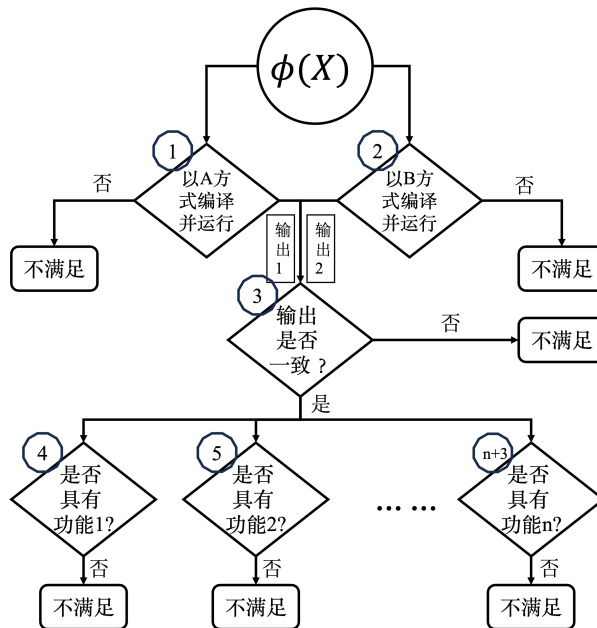 ϕ(X)
1
2
否
以A方
式编译
并运行
以B方
式编译
并运行
否
不满足
输出1
输出2
不满足
3
输出
是否
一致?
否
不满足
是
4
是否
具有
功能1?
5
是否
具有
功能2?
... ...
n+3
是否
具有
功能n?
否
否
否
不满足
不满足
不满足